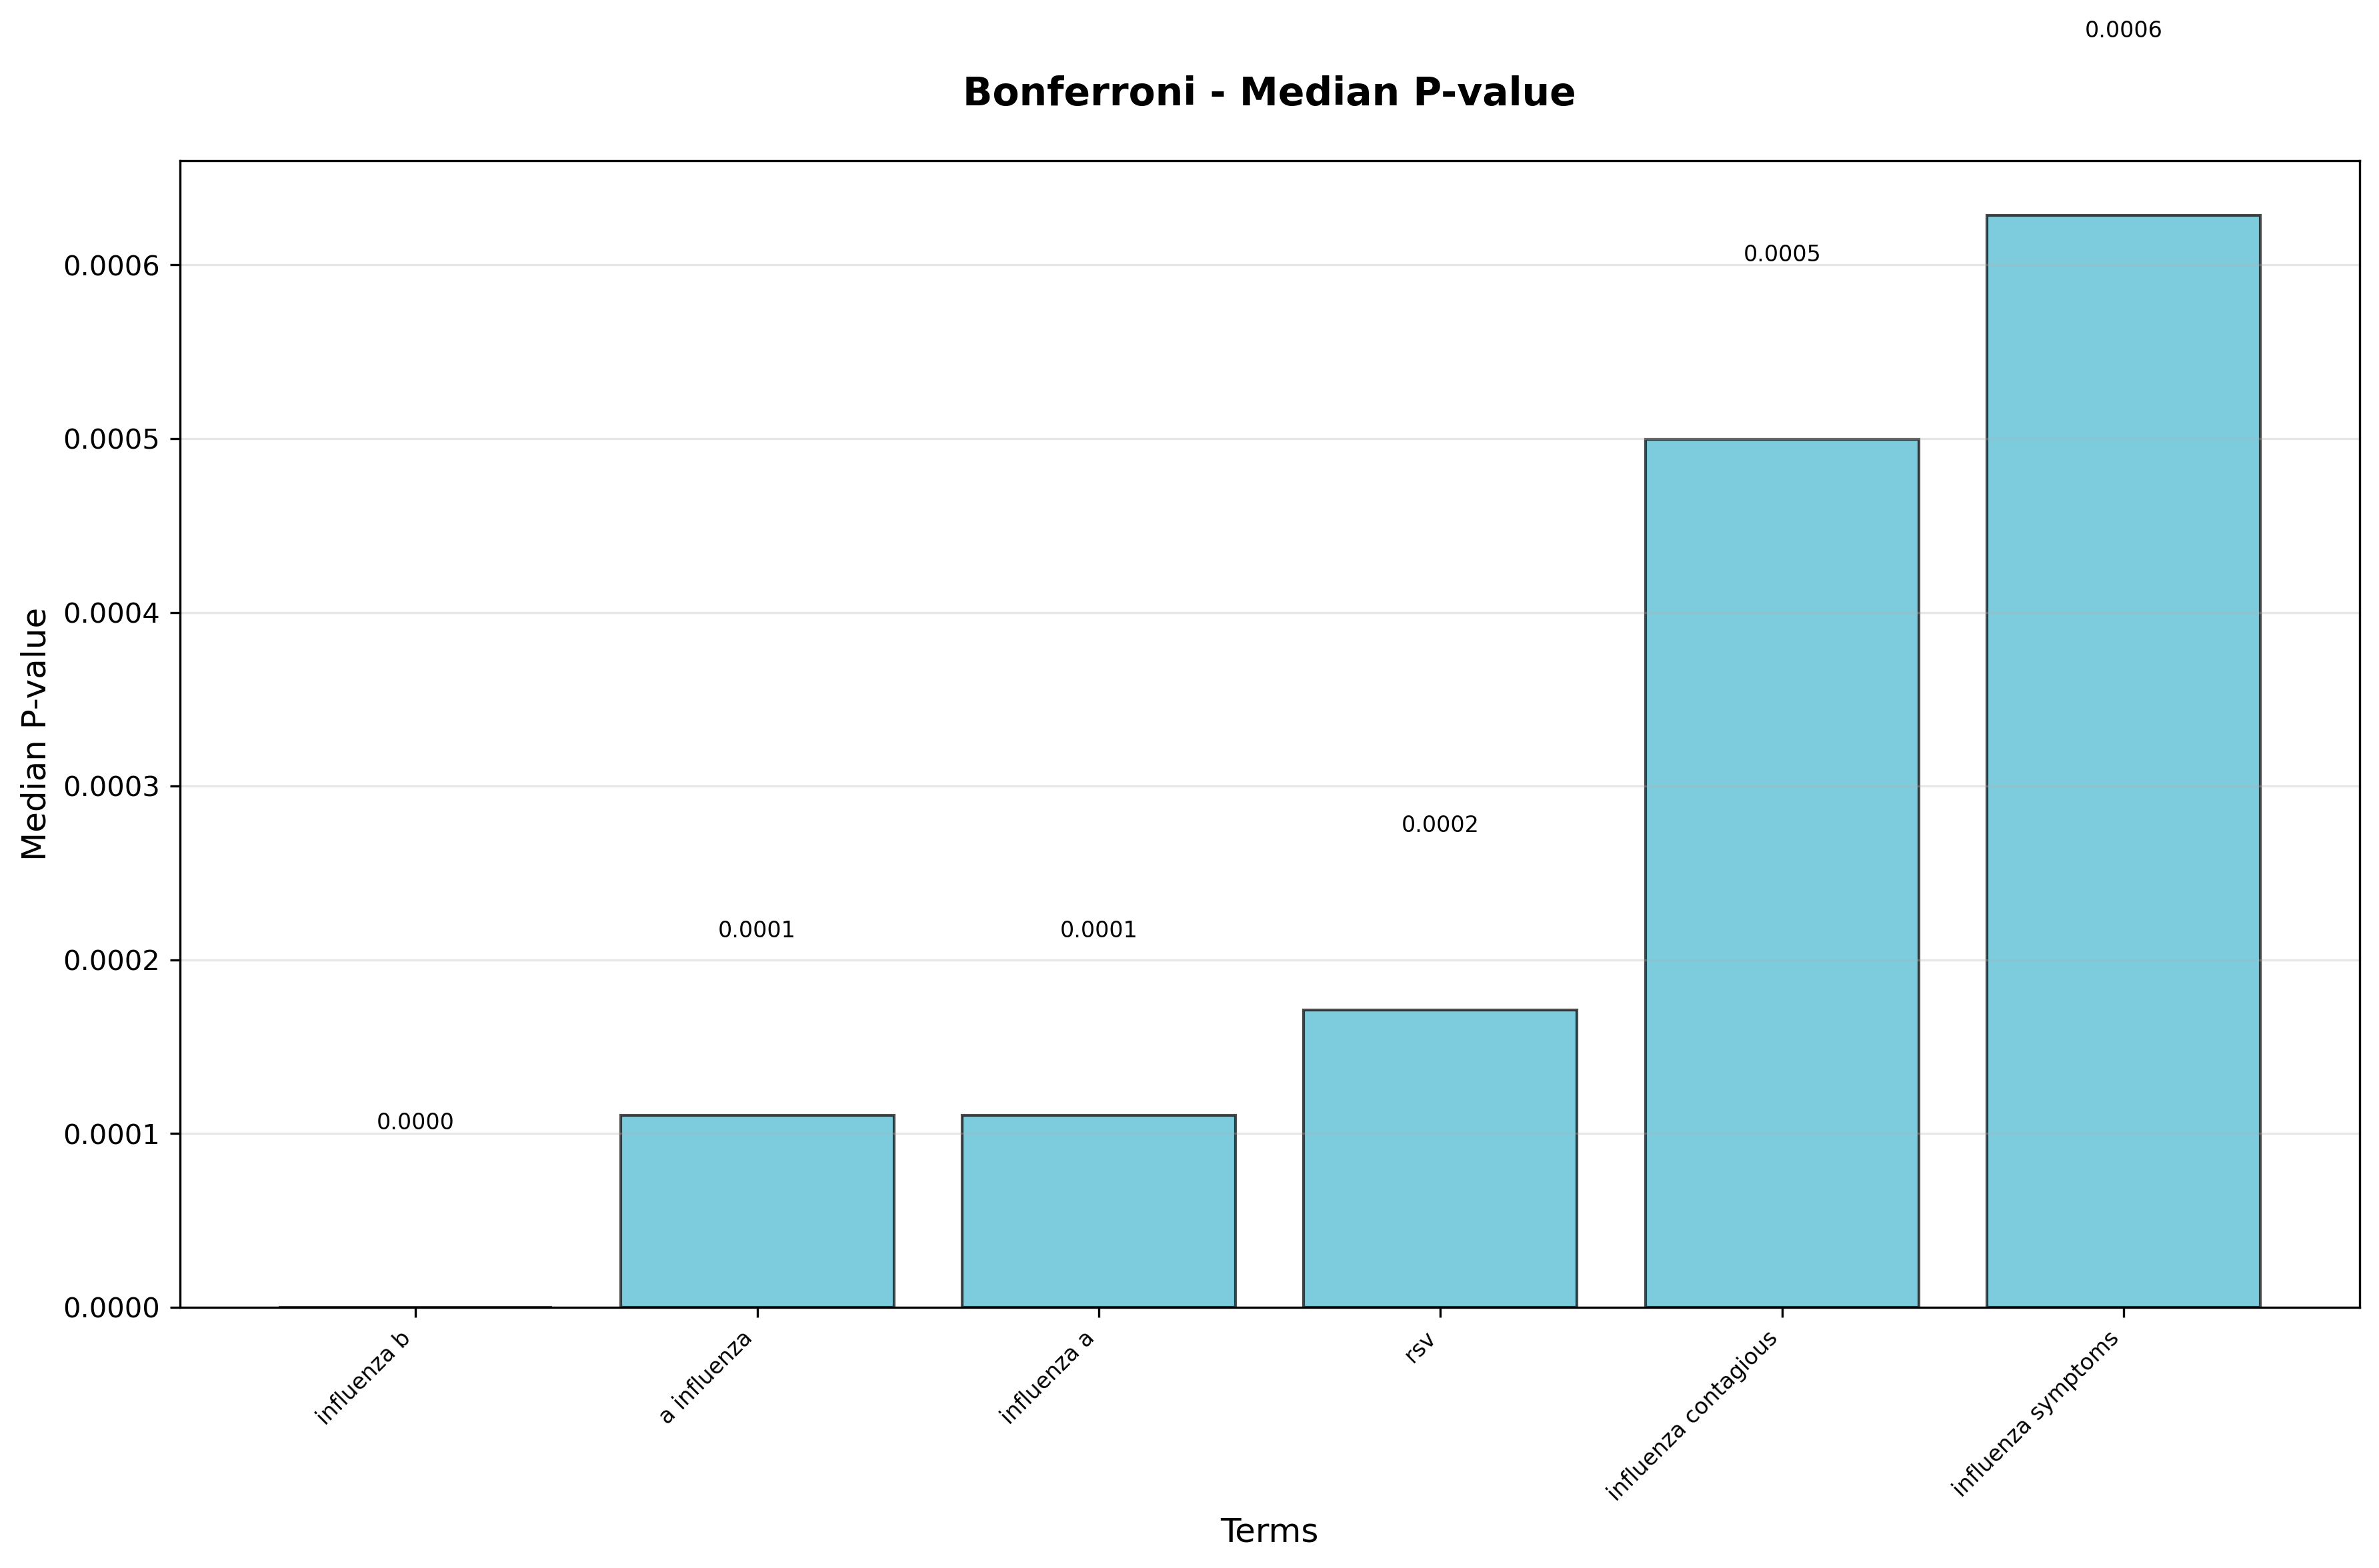 0.0006
Bonferroni - Median P-value
Median P-value
0.0006
0.0005
0.0004
0.0003
0.0002
0.0001
0.0000
0.0000
0.0001
0.0001
0.0002
0.0005
influenza b
a influenza
influenza a
rsv
influenza contagious
influenza symptoms
Terms